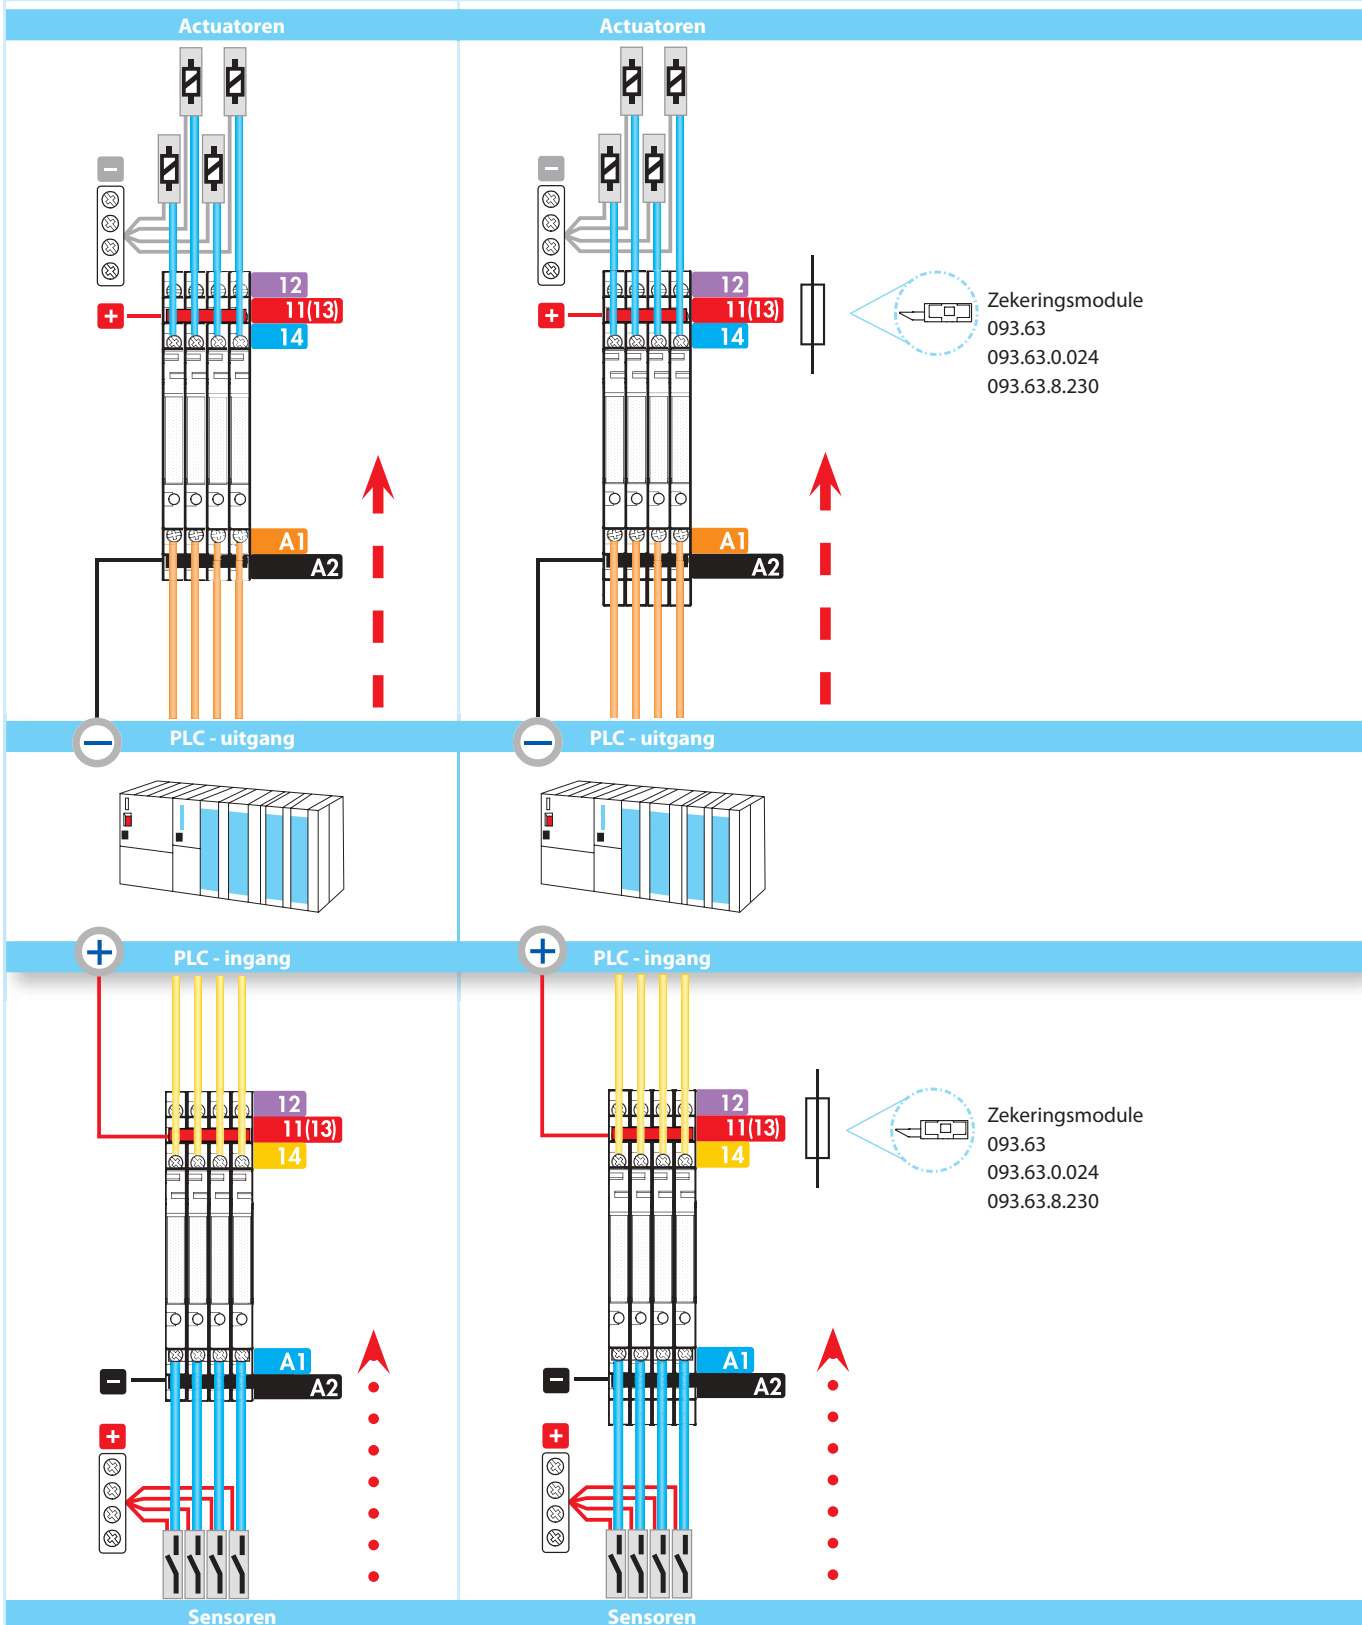 Actuatoren
Actuatoren
−
−
12
12
+
11(13)
+
11(13)
14
14
Zekeringsmodule
093.63
093.63.0.024
093.63.8.230
A1
A1
A2
A2
−
PLC - uitgang
−
PLC - uitgang
+
PLC - ingang
+
PLC - ingang
12
12
11(13)
11(13)
14
14
Zekeringsmodule
093.63
093.63.0.024
093.63.8.230
A1
A1
−
A2
−
A2
+
+
Sensoren
Sensoren